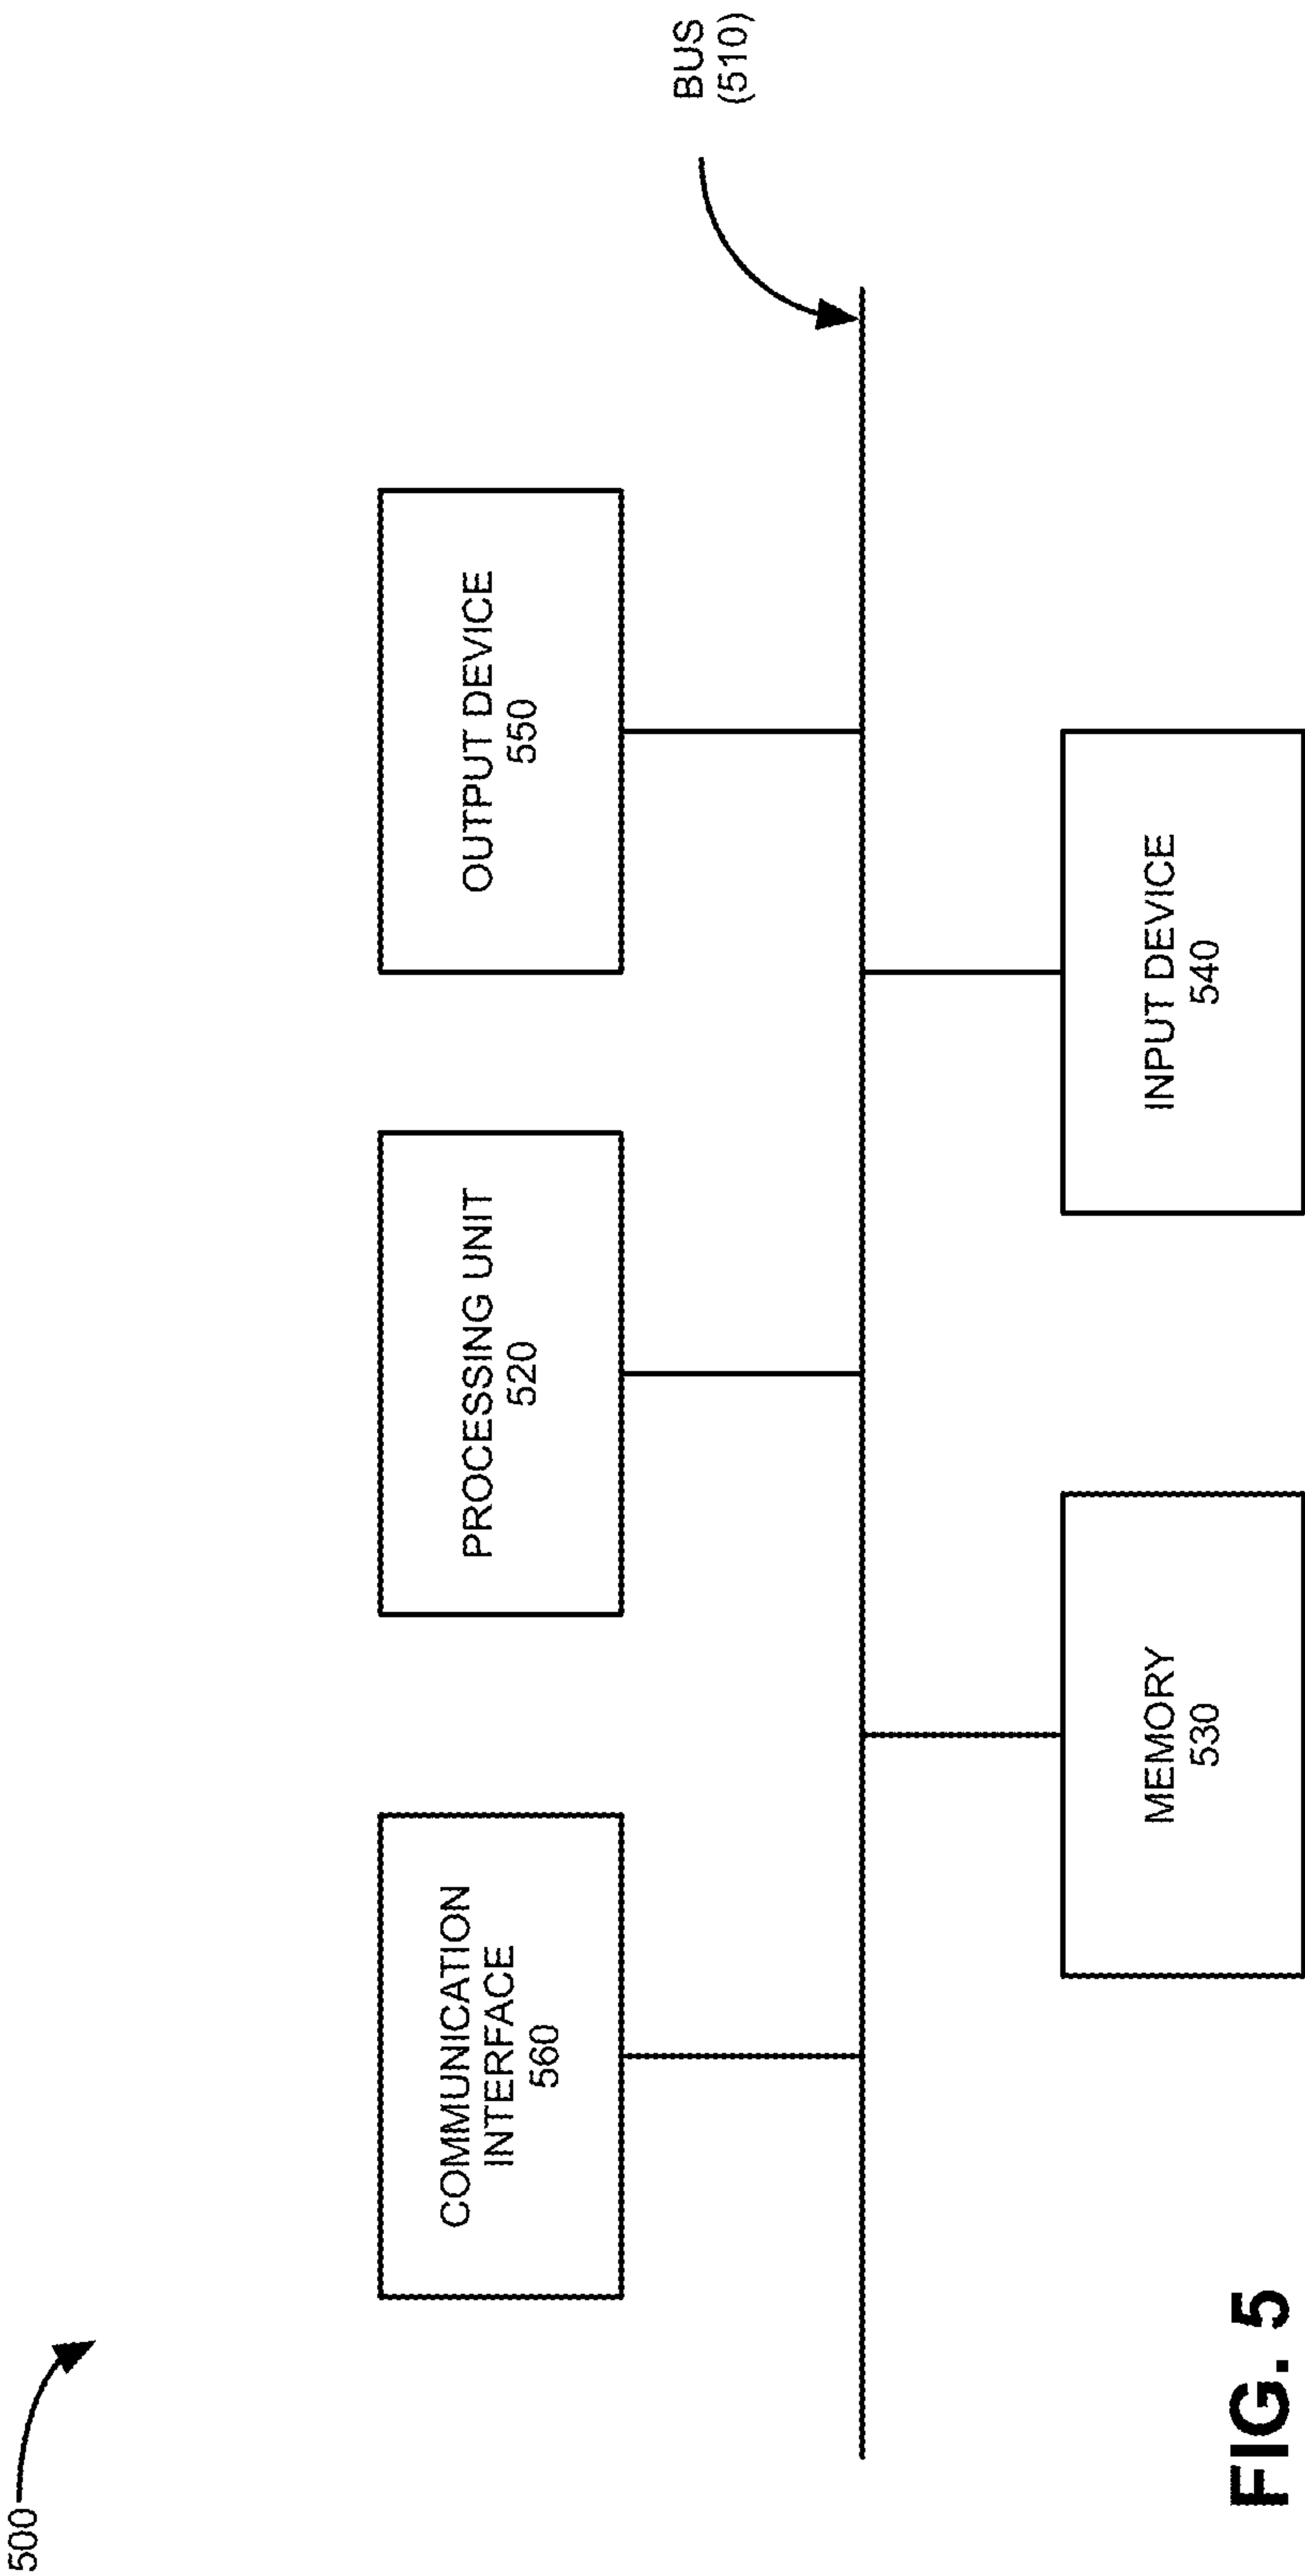 500
COMMUNICATION
INTERFACE
560
PROCESSING UNIT
520
OUTPUT DEVICE
550
BUS
(510)
MEMORY
530
INPUT DEVICE
540
FIG. 5